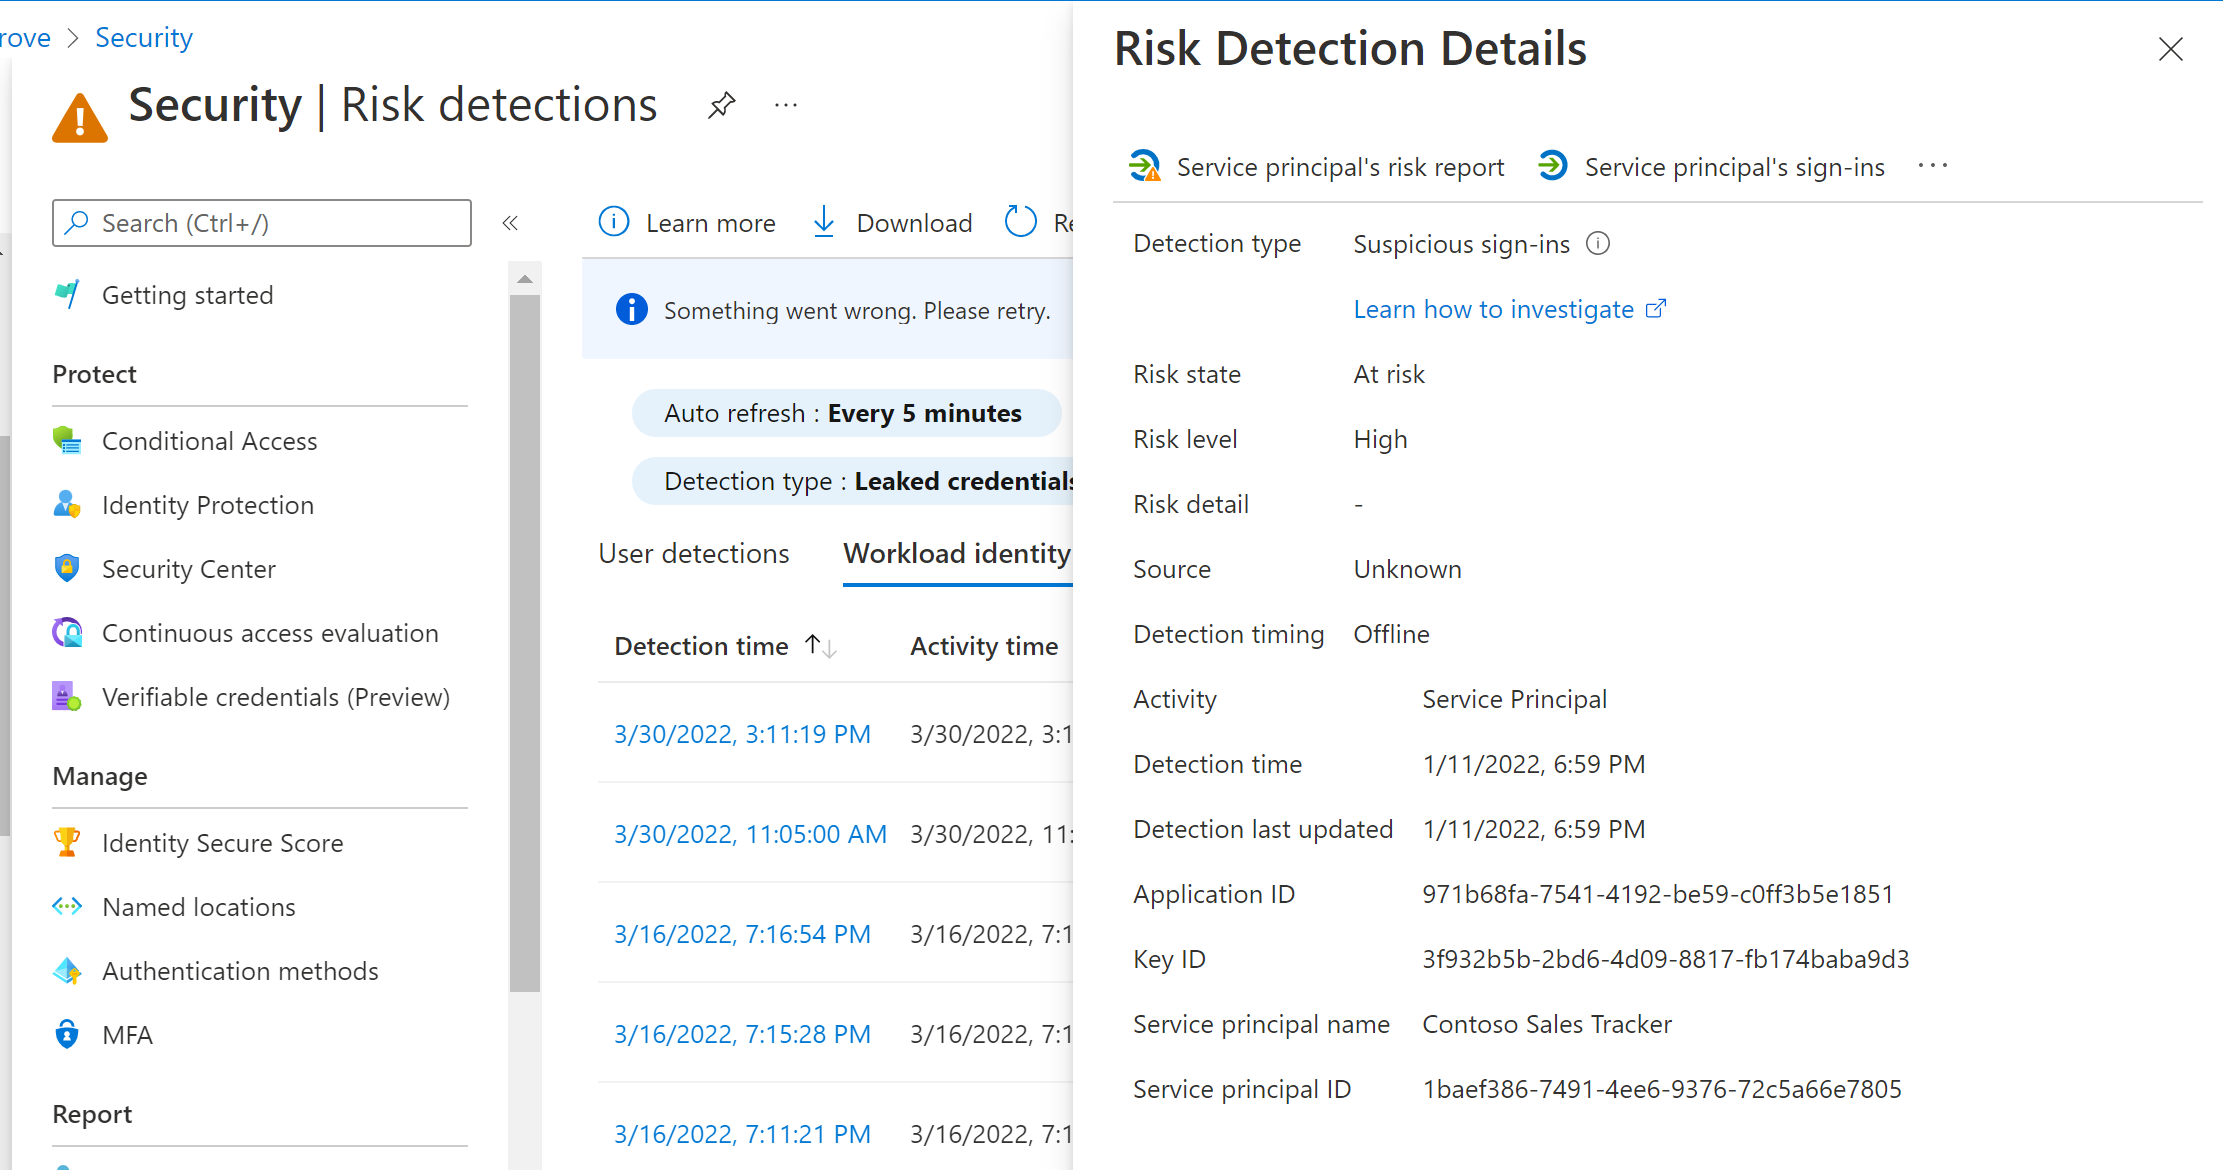 Security
Security | Risk detections
Search (Ctrl+/)
Getting started
Protect
Conditional Access
Identity Protection
Security Center
Continuous access evaluation
Verifiable credentials (Preview)
Manage
Identity Secure Score
Named locations
Authentication methods
MFA
Report
Learn more Download
Something went wrong. Please retry.
Auto refresh : Every 5 minutes
Detection type : Leaked credentials
User detections Workload identity
Detection time Activity time
3/30/2022, 3:11:19 PM 3/30/2022, 3:1
3/30/2022, 11:05:00 AM 3/30/2022, 11:
3/16/2022, 7:16:54 PM 3/16/2022, 7:1
3/16/2022, 7:15:28 PM 3/16/2022, 7:1
3/16/2022, 7:11:21 PM 3/16/2022, 7:1
Risk Detection Details
Service principal's risk report Service principal's sign-ins
Detection type Suspicious sign-ins
Learn how to investigate
Risk state At risk
Risk level High
Risk detail -
Source Unknown
Detection timing Offline
Activity Service Principal
Detection time 1/11/2022, 6:59 PM
Detection last updated 1/11/2022, 6:59 PM
Application ID 971b68fa-7541-4192-be59-c0ff3b5e1851
Key ID 3f932b5b-2bd6-4d09-8817-fb174baba9d3
Service principal name Contoso Sales Tracker
Service principal ID 1baef386-7491-4ee6-9376-72c5a66e7805